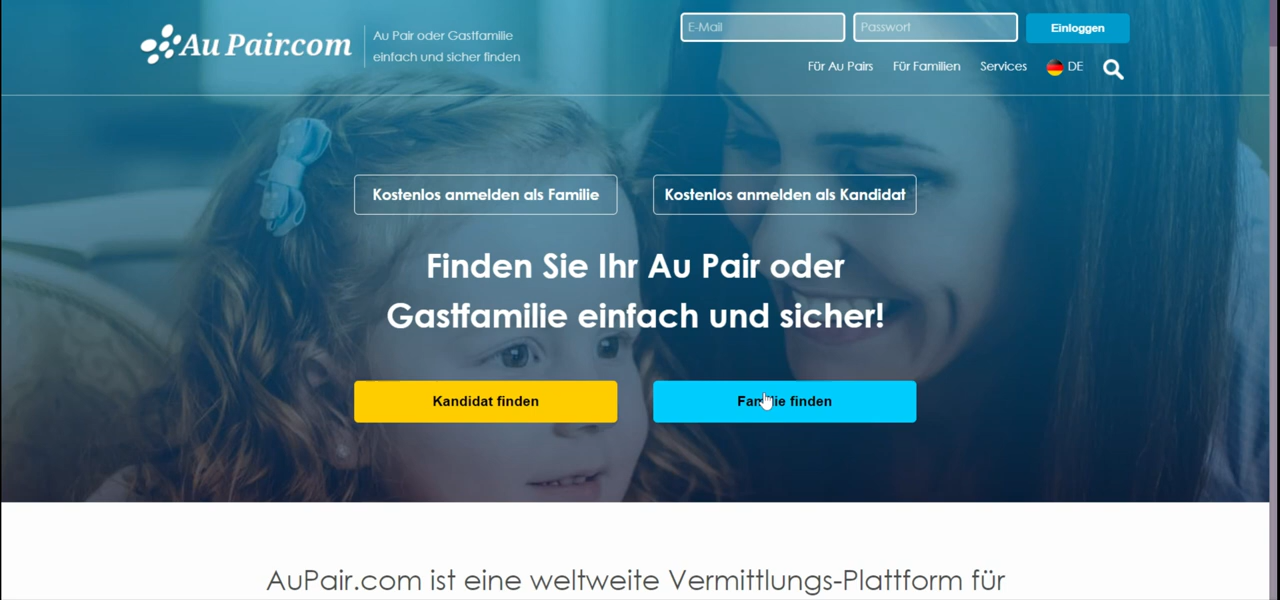 Au Pair.com
Au Pair oder Gastfamilie
einfach und sicher finden
E-Mail
Passwort
Einloggen
Für Au Pairs
Für Familien
Services
DE
Kostenlos anmelden als Familie
Kostenlos anmelden als Kandidat
Finden Sie Ihr Au Pair oder
Gastfamilie einfach und sicher!
Kandidat finden
Familie finden
AuPair.com ist eine weltweite Vermittlungs-Plattform für